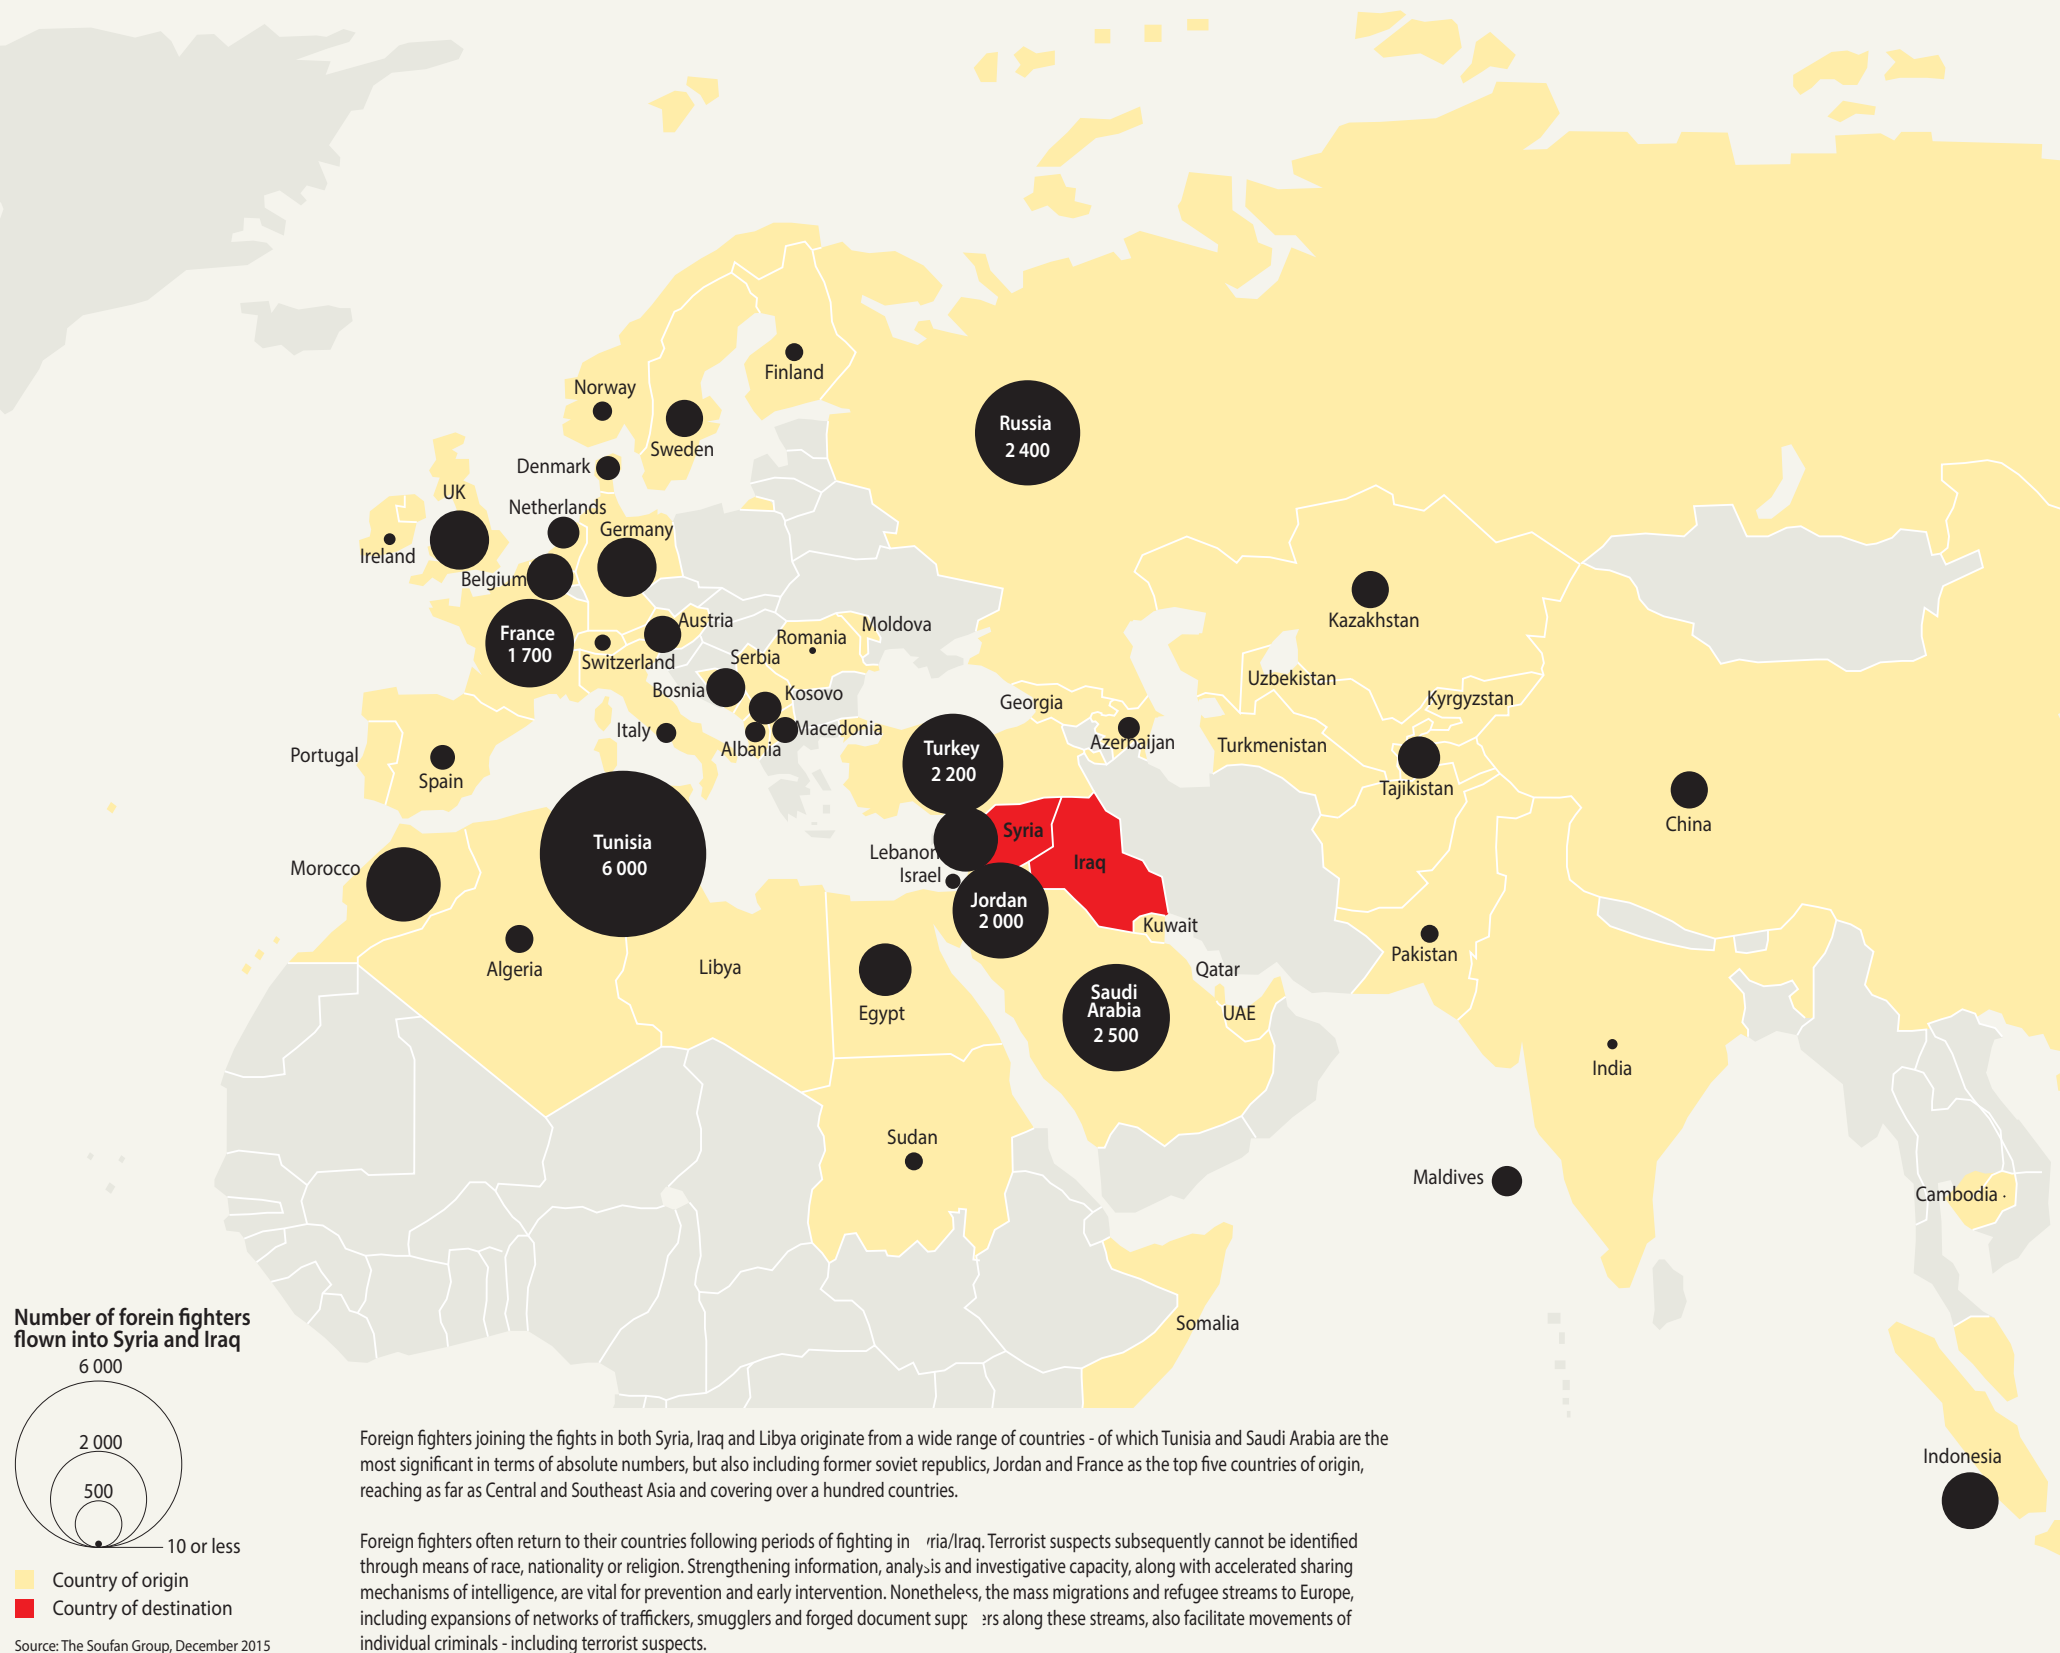 Finland
Norway
Russia
2 400
Sweden
Denmark
UK
Netherlands
Germany
Ireland
Belgium
Kazakhstan
Austria
Moldova
France
1 700
Romania
Switzerland
Serbia
Uzbekistan
Bosnia
Kosovo
Kyrgyzstan
Georgia
Italy
Macedonia
Albania
Azerbaijan
Turkmenistan
Portugal
Turkey
2 200
Spain
Tajikistan
China
Syria
Tunisia
6 000
Lebanon
Iraq
Morocco
Israel
Jordan
2 000
Kuwait
Pakistan
Algeria
Libya
Qatar
Saudi
Arabia
2 500
Egypt
UAE
India
Sudan
Maldives
Cambodia
Somalia
Indonesia
Number of forein fighters
flown into Syria and Iraq
6 000
2 000
500
10 or less
Country of origin
Country of destination
Source: The Soufan Group, December 2015
Foreign fighters joining the fights in both Syria, Iraq and Libya originate from a wide range of countries - of which Tunisia and Saudi Arabia are the
most significant in terms of absolute numbers, but also including former soviet republics, Jordan and France as the top five countries of origin,
reaching as far as Central and Southeast Asia and covering over a hundred countries.
Foreign fighters often return to their countries following periods of fighting in yria/Iraq. Terrorist suspects subsequently cannot be identified
through means of race, nationality or religion. Strengthening information, analysis and investigative capacity, along with accelerated sharing
mechanisms of intelligence, are vital for prevention and early intervention. Nonetheless, the mass migrations and refugee streams to Europe,
including expansions of networks of traffickers, smugglers and forged document supp ers along these streams, also facilitate movements of
individual criminals - including terrorist suspects.